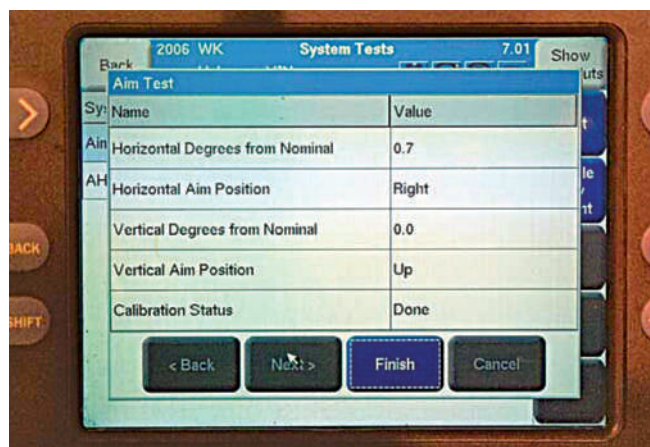 2006 WK System Tests 7.01
Back
Show
Aim Test
Name Value
Horizontal Degrees from Nominal 0.7
Horizontal Aim Position Right
Vertical Degrees from Nominal 0.0
Vertical Aim Position Up
Calibration Status Done
< Back Next > Finish Cancel
BACK
SHIFT